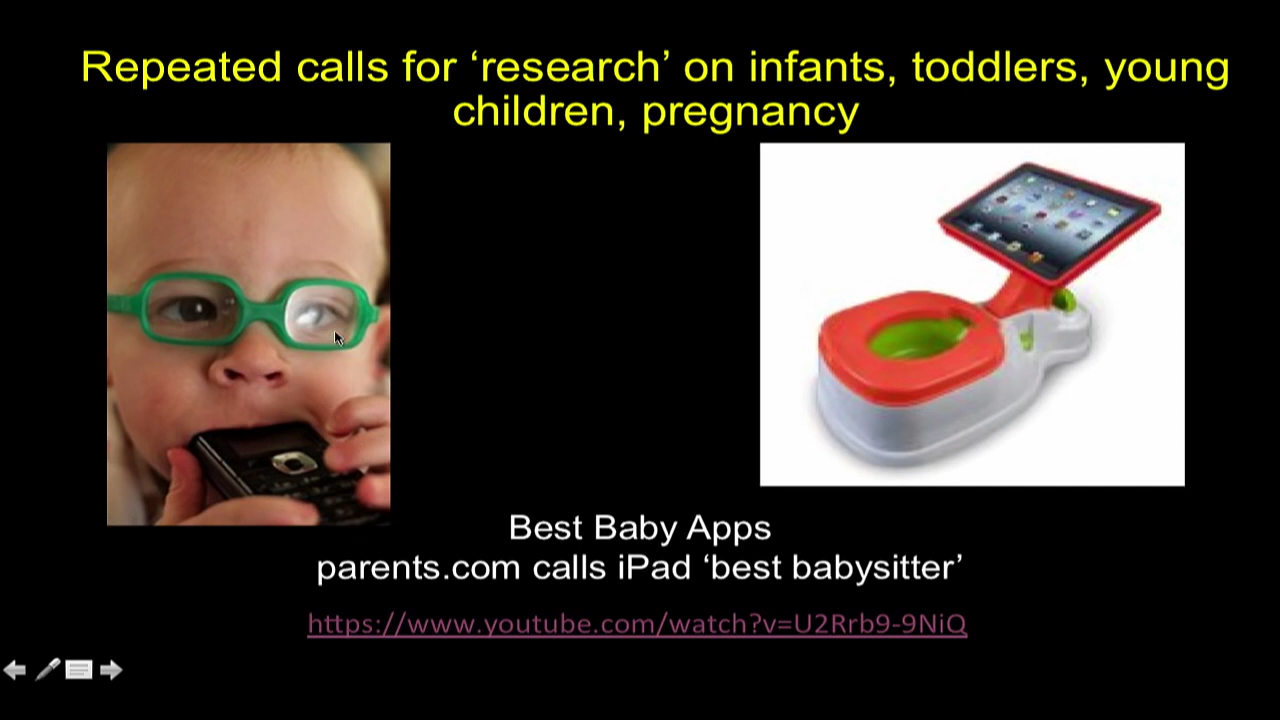 Repeated calls for ‘research’ on infants, toddlers, young
children, pregnancy
Best Baby Apps
parents.com calls iPad ‘best babysitter’
https://www.youtube.com/watch?v=U2Rrb9-9NiQ